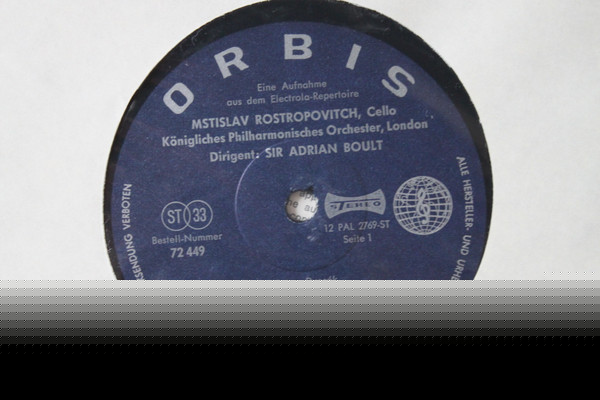 ORBIS
Eine Aufnahme
aus dem Electrola-Repertoire
MSTISLAV ROSTROPOVITCH, Cello
Königliches Philharmonisches Orchester, London
Dirigent: SIR ADRIAN BOULT
ST 33
STEREO
Bestell-Nummer
72 449
12 PAL 2769-ST
Seite 1
VERBOTEN
ALLE HERSTELLER- UND